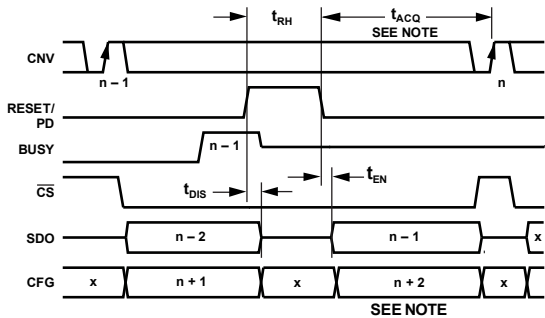 tRH
tACQ
SEE NOTE
CNV
n – 1
n
RESET/
PD
BUSY
n – 1
tDIS
tEN
CS
SDO
n – 2
n – 1
x
CFG
x
n + 1
x
n + 2
x
SEE NOTE